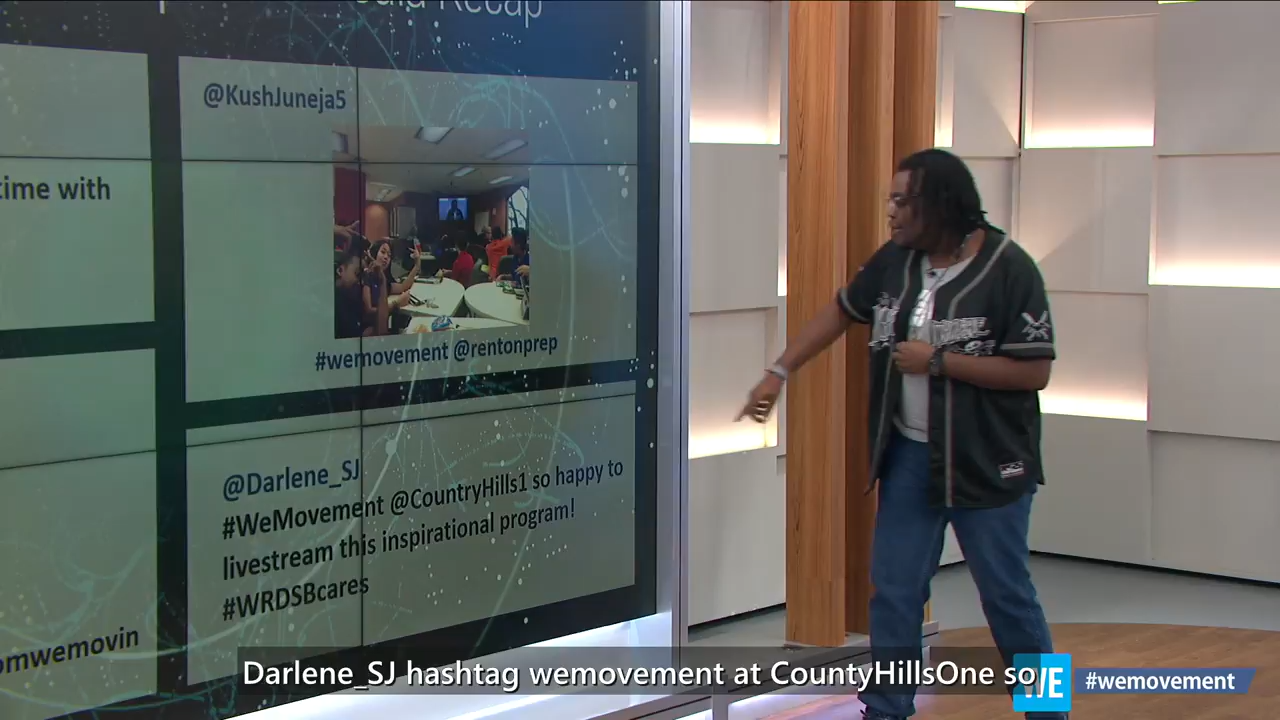 Recap
@KushJuneja5
time with
#wemovement @rentonprep
@Darlene_SJ
#WeMovement @CountryHills1 so happy to
livestream this inspirational program!
#WRDSBcares
omwemovin
Darlene_SJ hashtag wemovement at CountyHillsOne so
WE
#wemovement